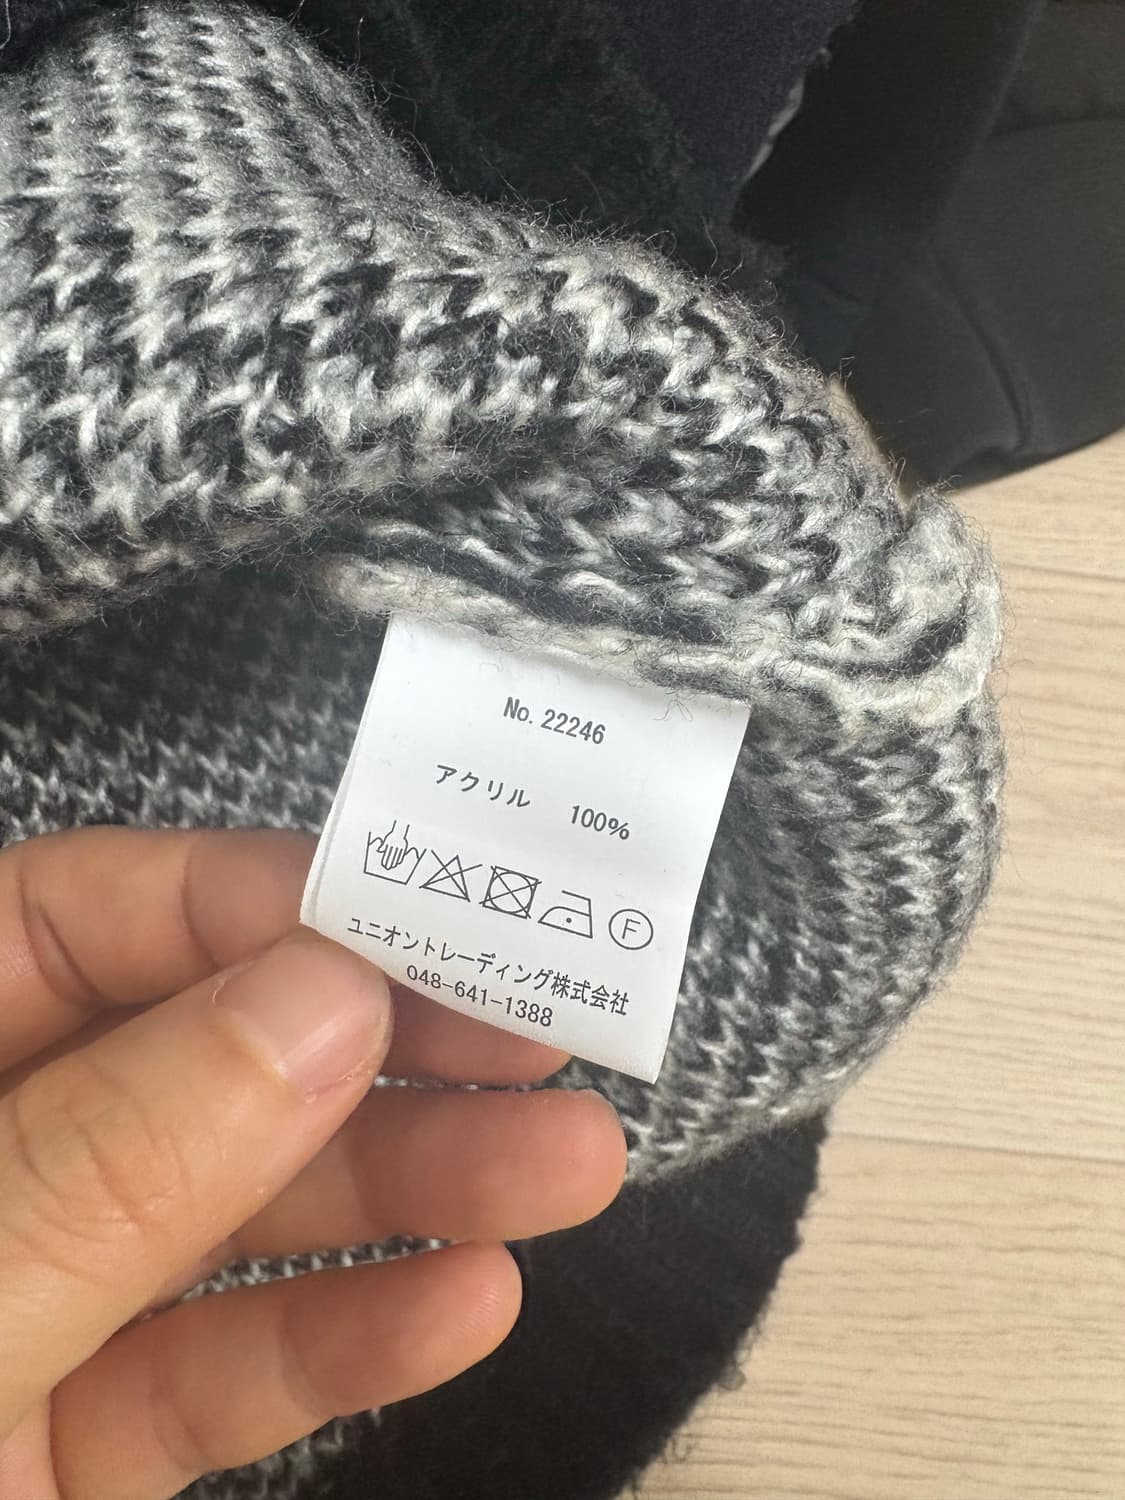 No. 22246
アクリル 100%
F
ユニオントレーディング株式会社
048-641-1388